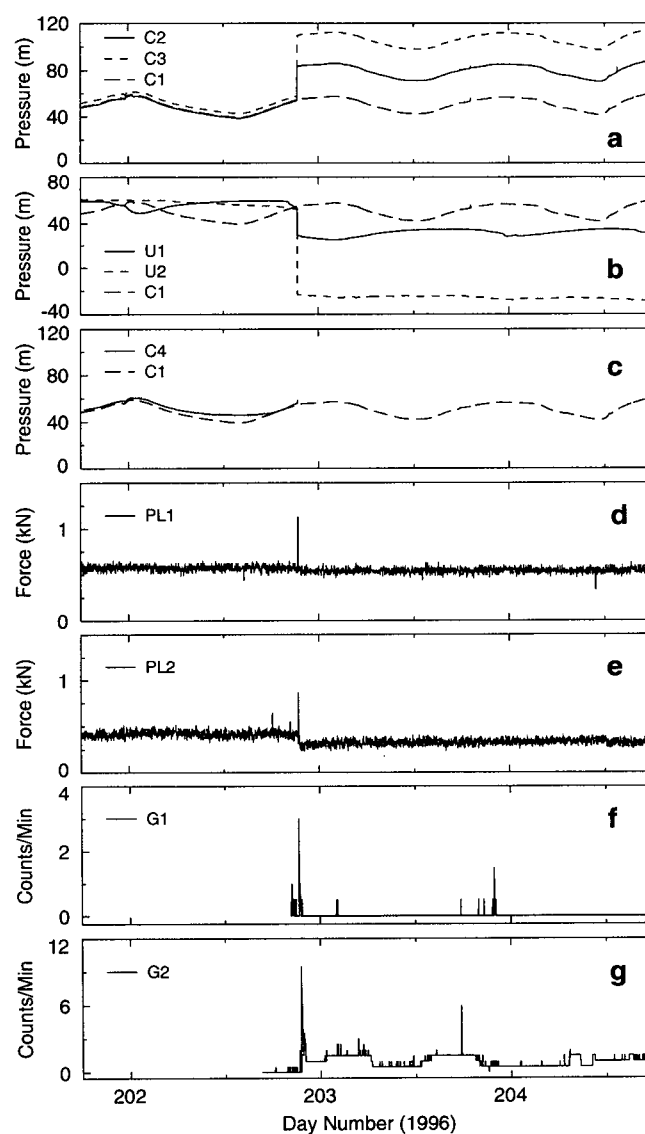 120
80
40
0
Pressure (m)
C2
C3
C1
a
80
40
0
-40
Pressure (m)
U1
U2
C1
b
120
80
40
0
Pressure (m)
C4
C1
c
1
0
Force (kN)
PL1
d
1
0
Force (kN)
PL2
e
4
2
0
Counts/Min
G1
f
12
6
0
Counts/Min
G2
g
202
203
204
Day Number (1996)